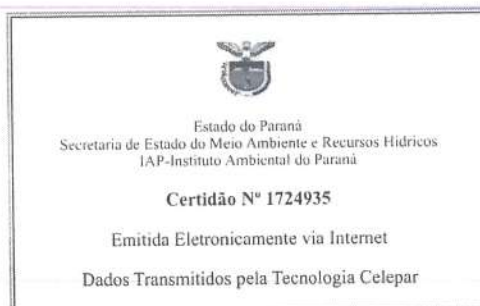 Estado do Paraná
Secretaria de Estado do Meio Ambiente e Recursos Hídricos
IAP-Instituto Ambiental do Paraná
Certidão Nº 1724935
Emitida Eletronicamente via Internet
Dados Transmitidos pela Tecnologia Celepar